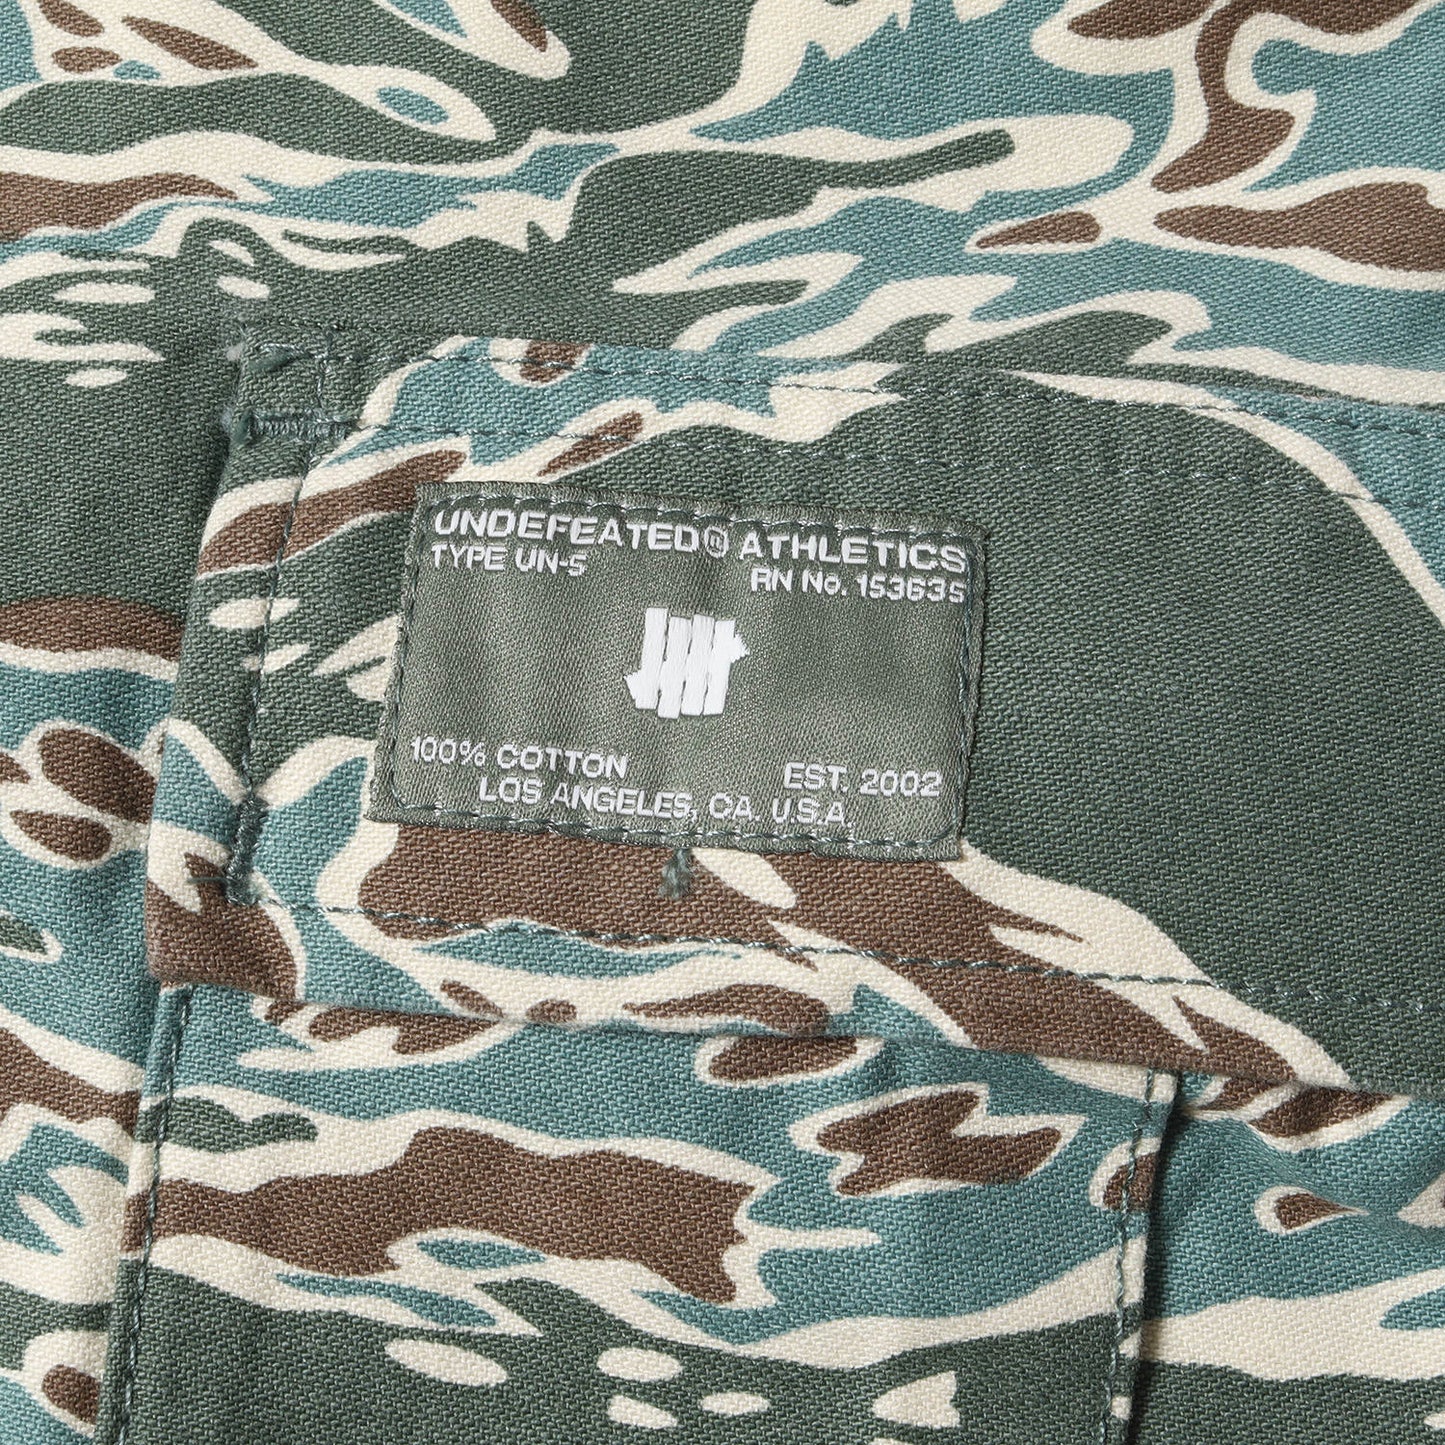 UNDEFEATED® ATHLETICS
TYPE UN-5 RN No. 153635
100% COTTON EST. 2002
LOS ANGELES, CA. U.S.A.